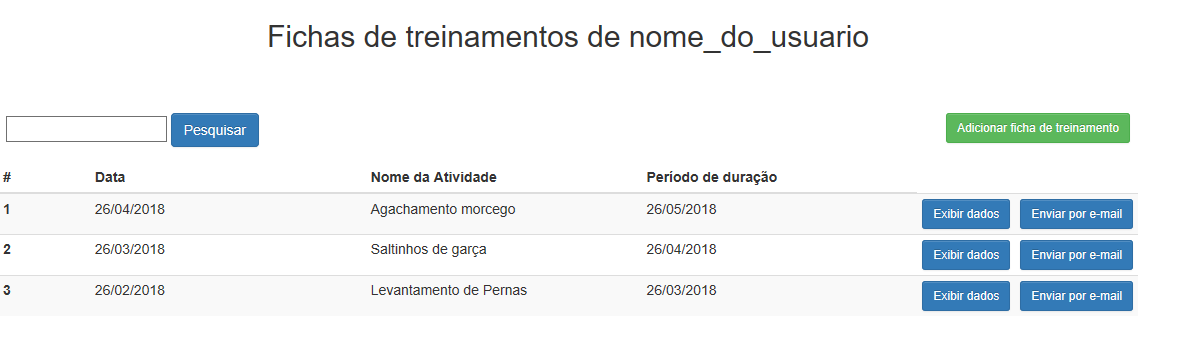 Fichas de treinamentos de nome_do_usuario
Pesquisar Adicionar ficha de treinamento
# Data Nome da Atividade Período de duração
1 26/04/2018 Agachamento morcego 26/05/2018 Exibir dados Enviar por e-mail
2 26/03/2018 Saltinhos de garça 26/04/2018 Exibir dados Enviar por e-mail
3 26/02/2018 Levantamento de Pernas 26/03/2018 Exibir dados Enviar por e-mail